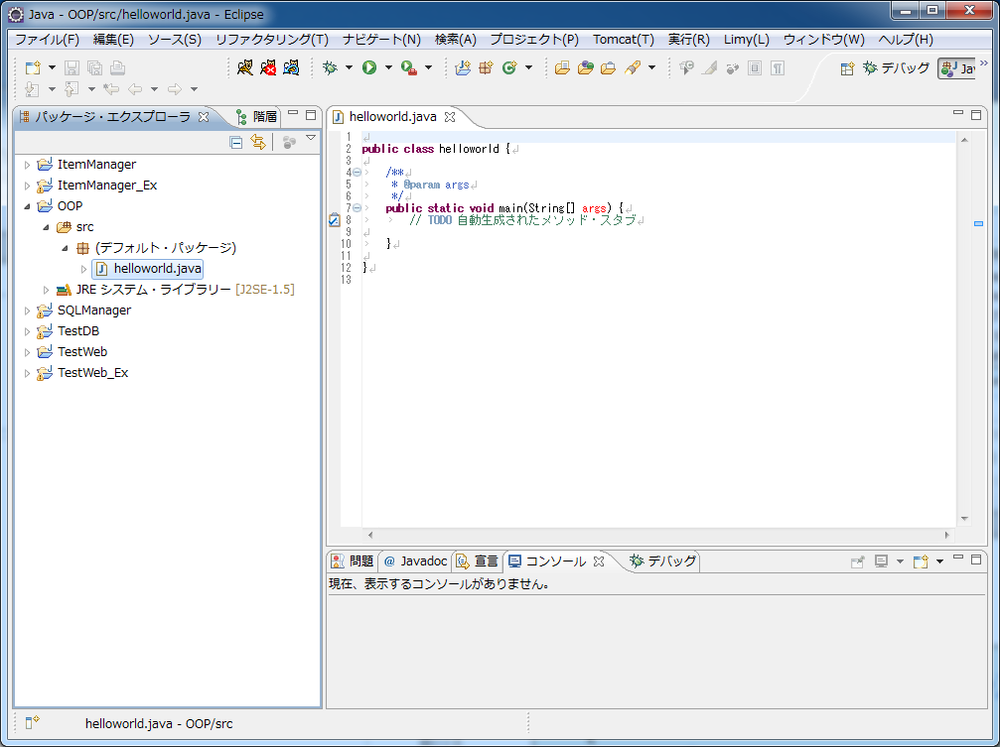 Java - OOP/src/helloworld.java - Eclipse
ファイル(F) 編集(E) ソース(S) リファクタリング(T) ナビゲート(N) 検索(A) プロジェクト(P) Tomcat(T) 実行(R) Limy(L) ウィンドウ(W) ヘルプ(H)
デバッグ Ja
パッケージ・エクスプローラ 階層
ItemManager
ItemManager_Ex
OOP
src
(デフォルト・パッケージ)
helloworld.java
JRE システム・ライブラリー [J2SE-1.5]
SQLManager
TestDB
TestWeb
TestWeb_Ex
helloworld.java
1
2 public class helloworld {
3
4 /**
5 * @param args
6 */
7 public static void main(String[] args) {
8 // TODO 自動生成されたメソッド・スタブ
9
10 }
11
12 }
13
問題 @ Javadoc 宣言 コンソール デバッグ
現在、表示するコンソールがありません。
helloworld.java - OOP/src